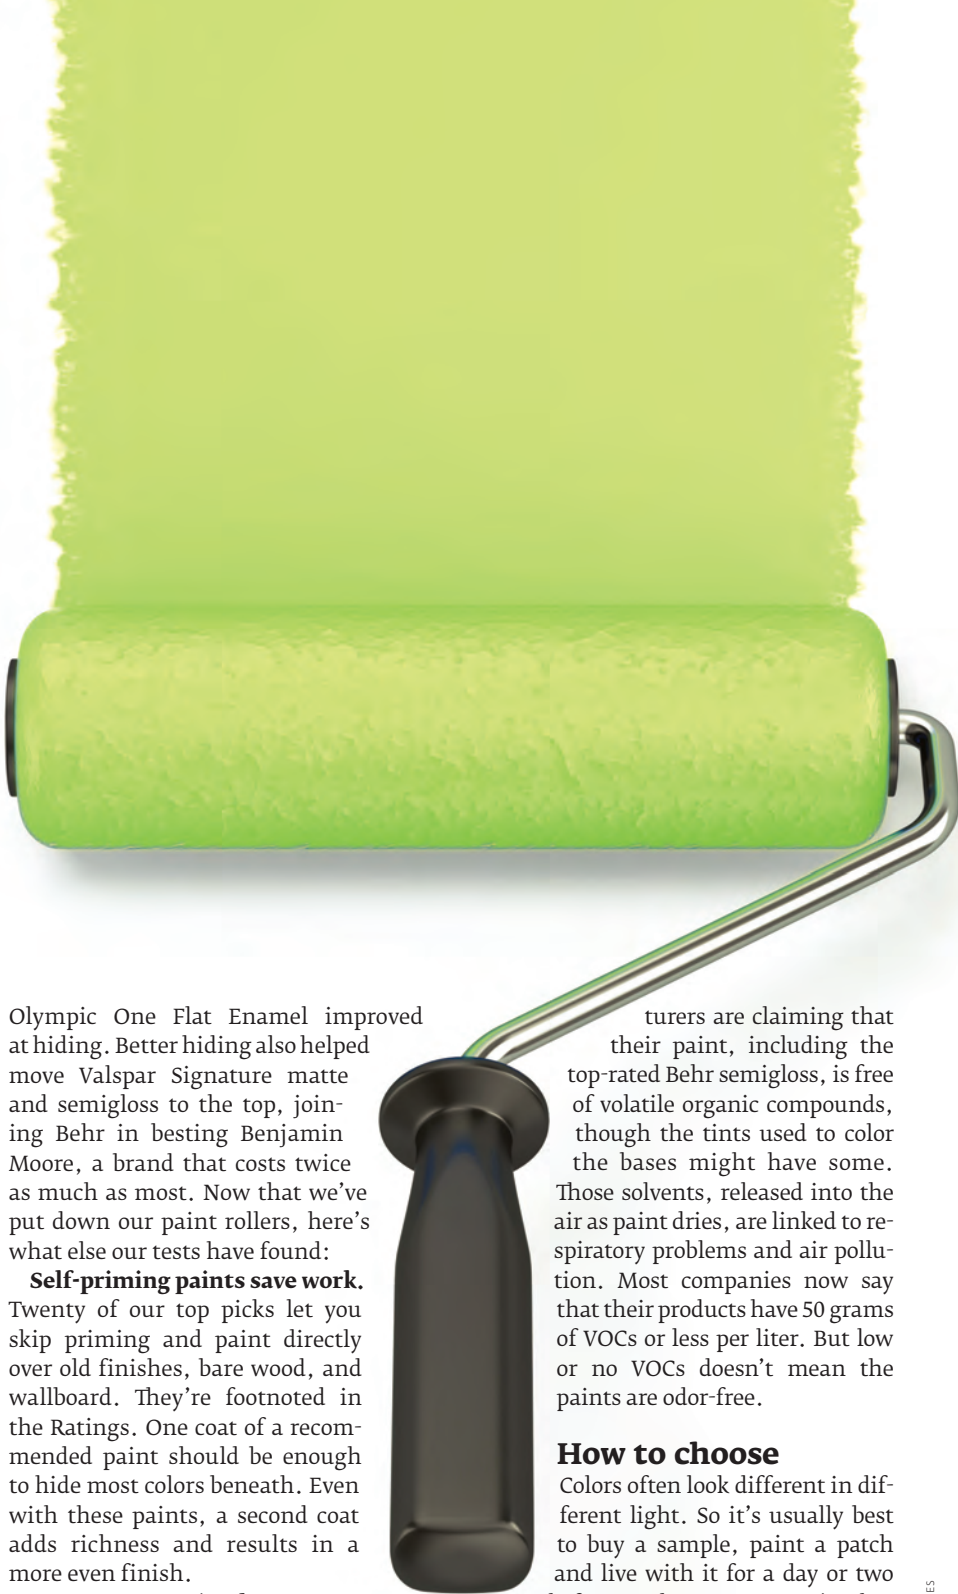 Olympic One Flat Enamel improved
at hiding. Better hiding also helped
move Valspar Signature matte
and semigloss to the top, join-
ing Behr in besting Benjamin
Moore, a brand that costs twice
as much as most. Now that we've
put down our paint rollers, here's
what else our tests have found:
Self-priming paints save work.
Twenty of our top picks let you
skip priming and paint directly
over old finishes, bare wood, and
wallboard. They're footnoted in
the Ratings. One coat of a recom-
mended paint should be enough
to hide most colors beneath. Even
with these paints, a second coat
adds richness and results in a
more even finish.
turers are claiming that
their paint, including the
top-rated Behr semigloss, is free
of volatile organic compounds,
though the tints used to color
the bases might have some.
Those solvents, released into the
air as paint dries, are linked to re-
spiratory problems and air pollu-
tion. Most companies now say
that their products have 50 grams
of VOCs or less per liter. But low
or no VOCs doesn't mean the
paints are odor-free.
How to choose
Colors often look different in dif-
ferent light. So it's usually best
to buy a sample, paint a patch
and live with it for a day or two